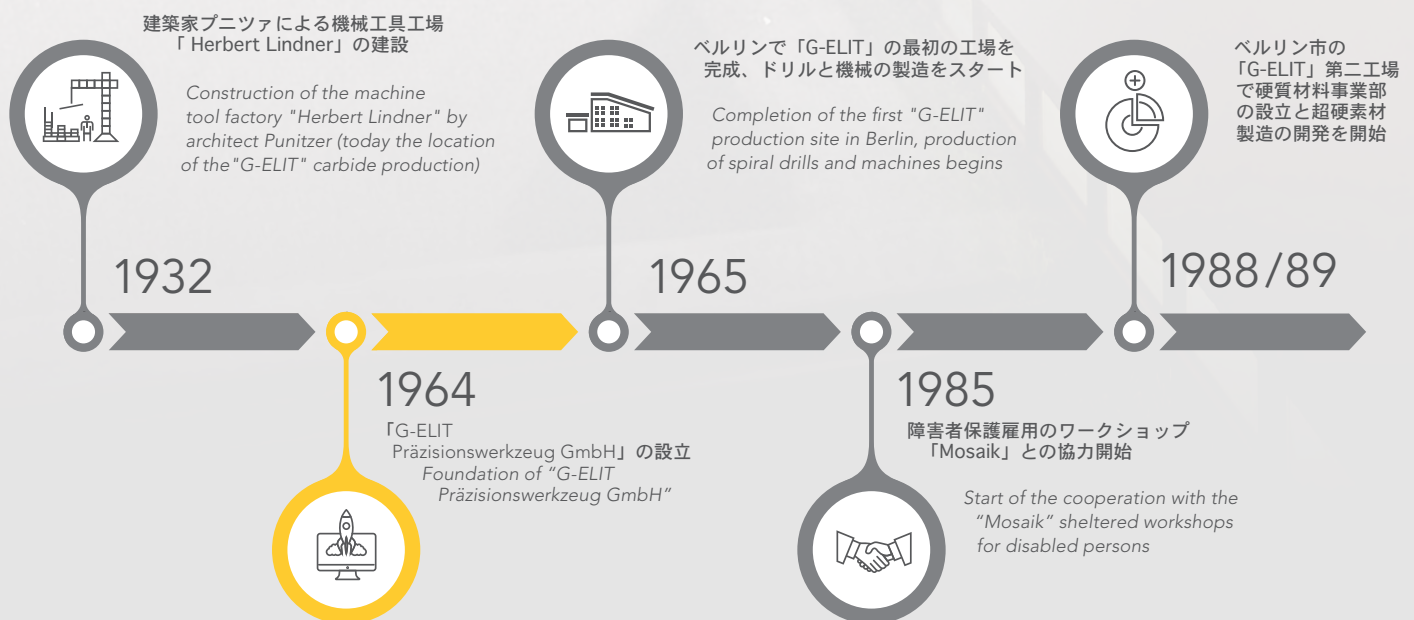 建築家プニツァによる機械工具工場
「 Herbert Lindner」の建設
Construction of the machine
tool factory "Herbert Lindner" by
architect Punitzer (today the location
of the"G-ELIT" carbide production)
1932
1964
「G-ELIT
Präzisionswerkzeug GmbH」の設立
Foundation of “G-ELIT
Präzisionswerkzeug GmbH”
ベルリンで「G-ELIT」の最初の工場を
完成、ドリルと機械の製造をスタート
Completion of the first "G-ELIT"
production site in Berlin, production
of spiral drills and machines begins
1965
1985
障害者保護雇用のワークショップ
「Mosaik」との協力開始
Start of the cooperation with the
“Mosaik” sheltered workshops
for disabled persons
ベルリン市の
「G-ELIT」第二工場
で硬質材料事業部
の設立と超硬素材
製造の開発を開始
1988/89